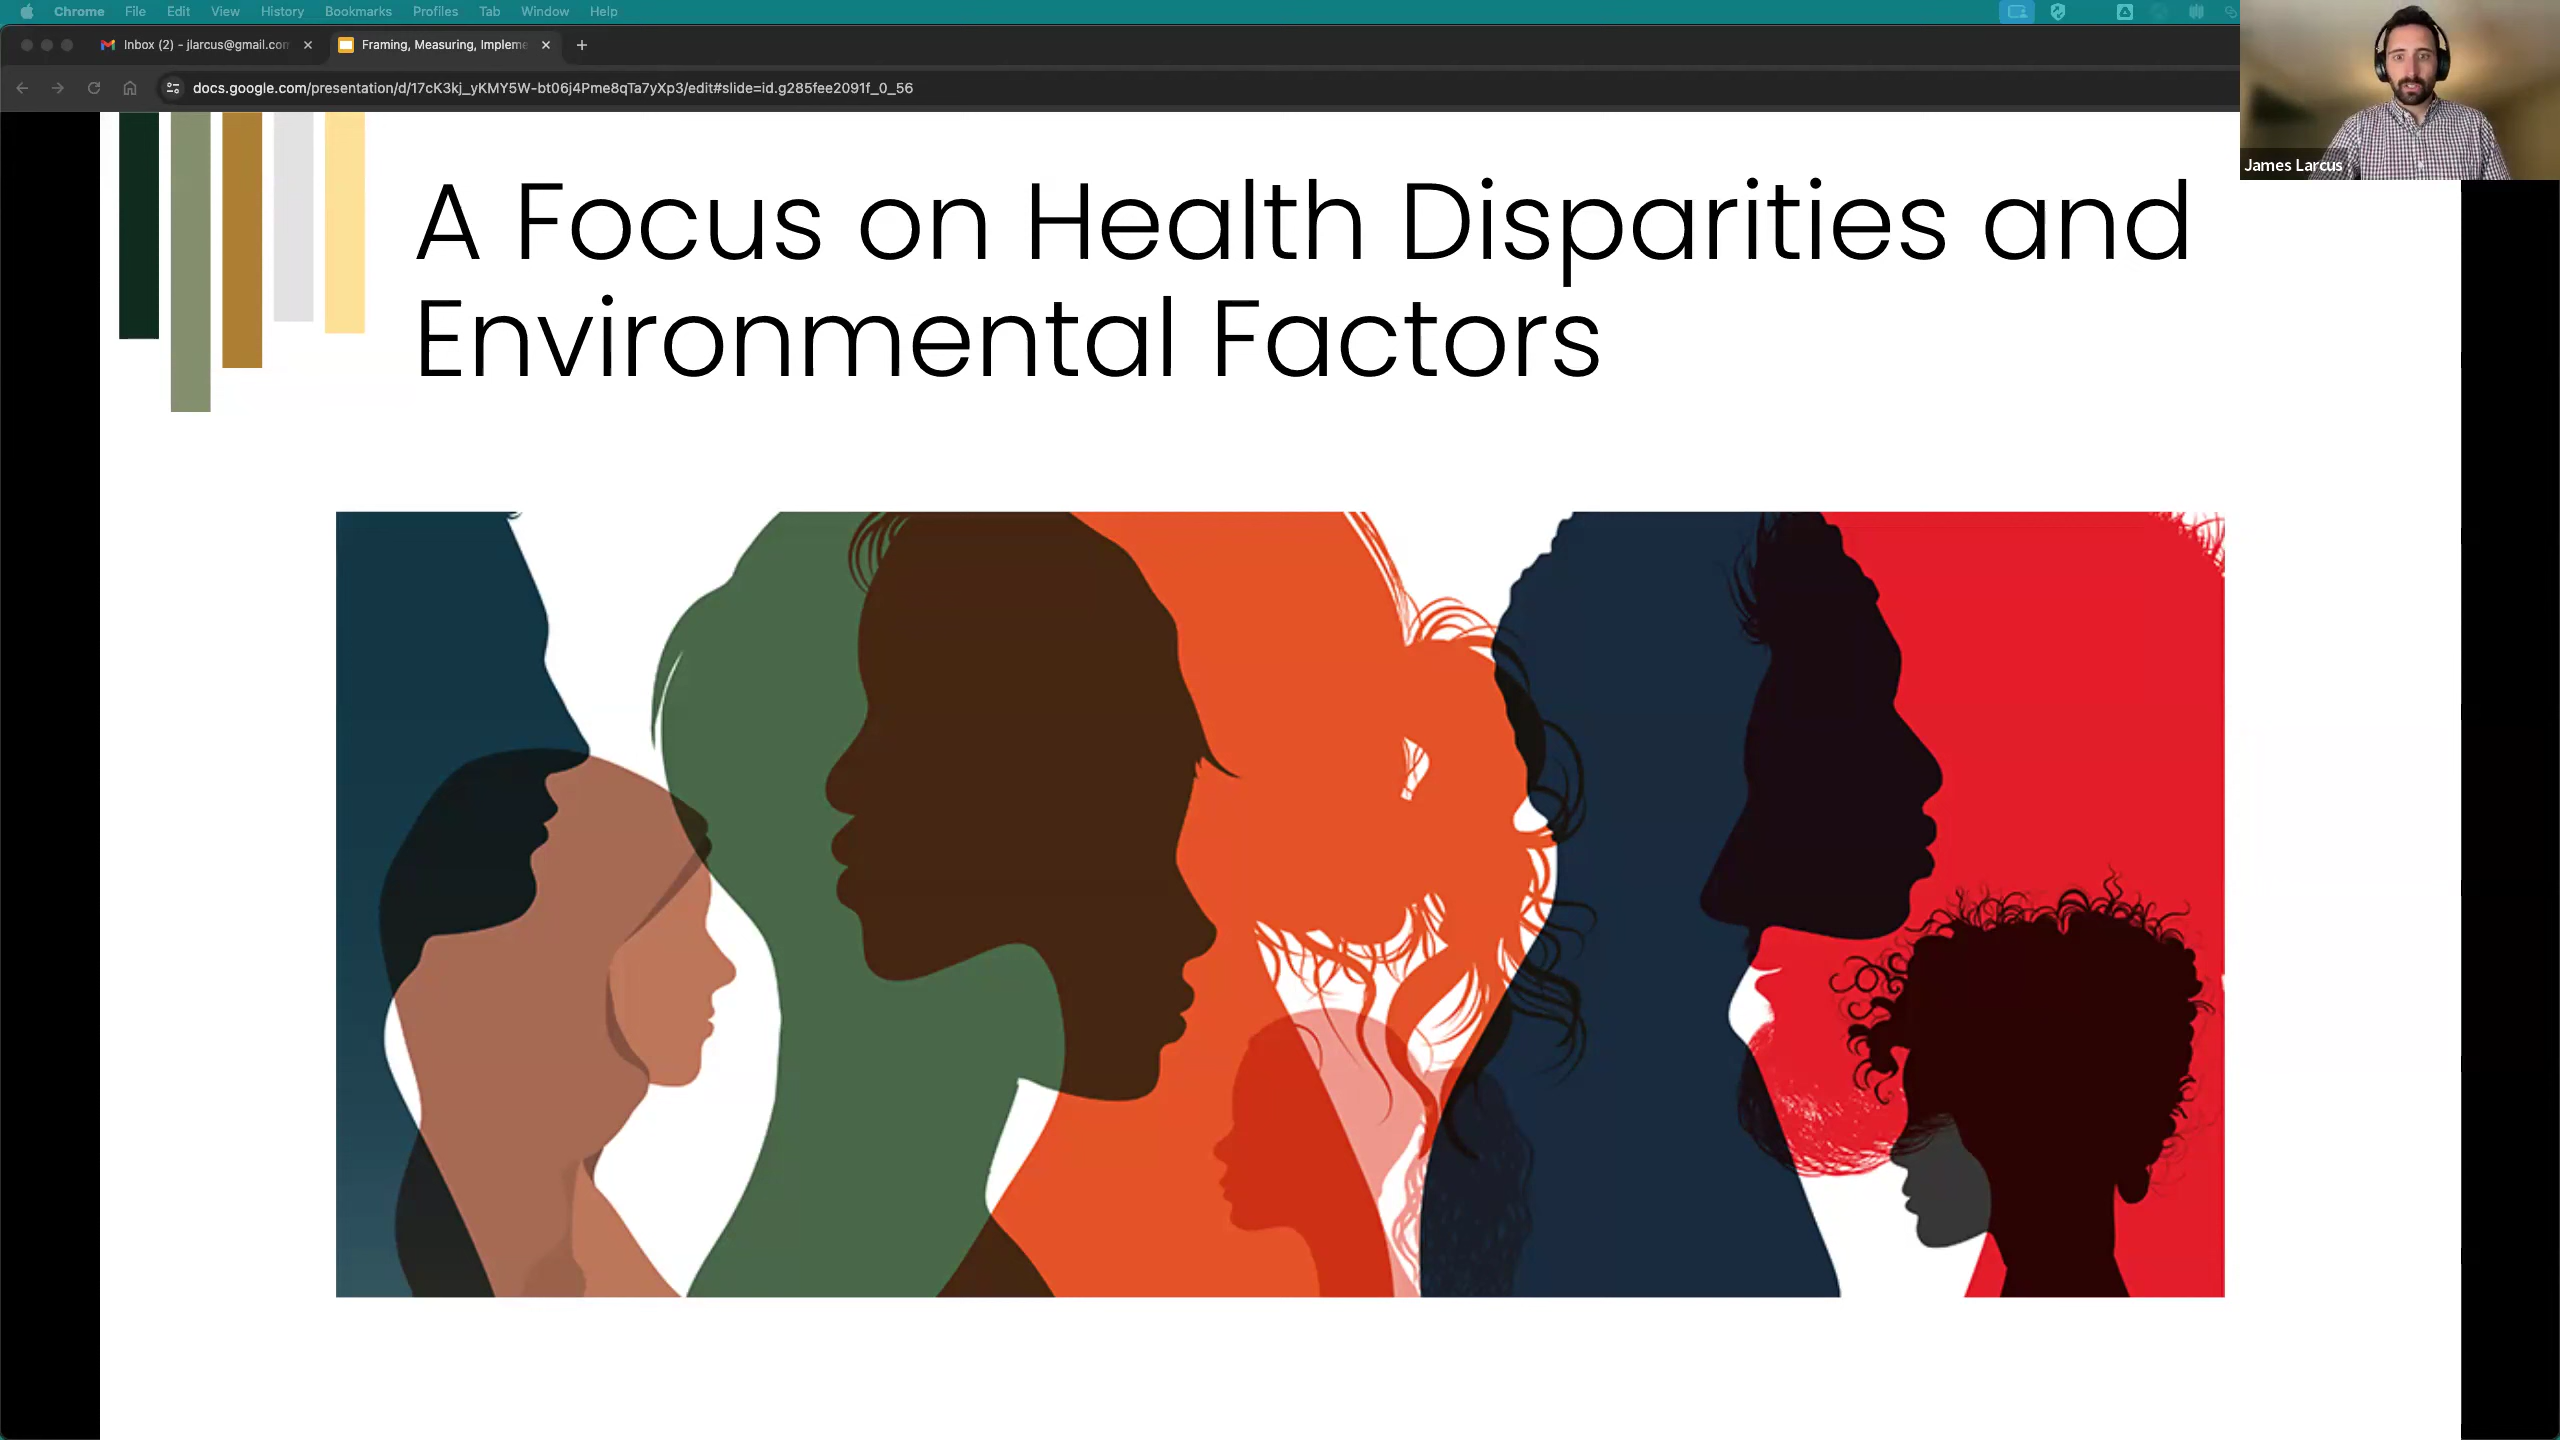 Chrome File Edit View History Bookmarks Profiles Tab Window Help
Inbox (2) - jlarcus@gmail.com
Framing, Measuring, Impleme
docs.google.com/presentation/d/17cK3kj_yKMY5W-bt06j4Pme8qTa7yXp3/edit#slide=id.g285fee2091f_0_56
James Larcus
A Focus on Health Disparities and
Environmental Factors